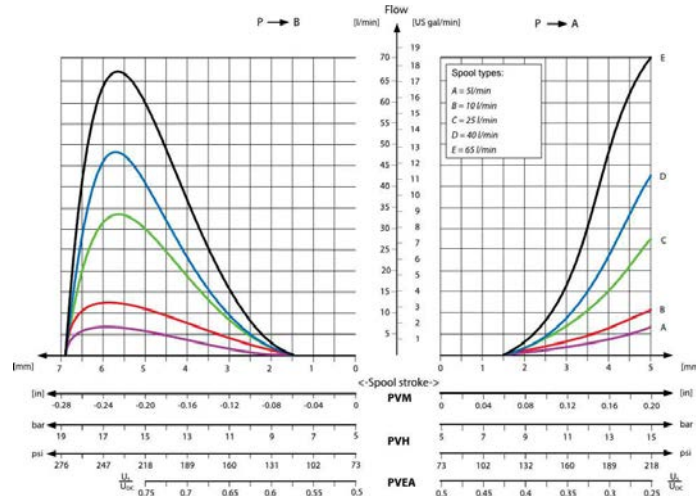 Flow
P → B [l/min] [US gal/min] P → A
70 19
65 18
17
60 16
55 15
50 14
13
45 12
40 11
35 10
9
30 8
25 7
20 6
5
15 4
10 3
5 2
1
Spool types:
A = 5l/min
B = 10 l/min
C = 25 l/min
D = 40 l/min
E = 65 l/min
E
D
C
B
A
[mm] 7 6 5 4 3 2 1 0 0 1 2 3 4 5 [mm
<-Spool stroke->
[in] -0.28 -0.24 -0.20 -0.16 -0.12 -0.08 -0.04 0 PVM 0 0.04 0.08 0.12 0.16 0.20 [in]
bar 19 17 15 13 11 9 7 5 PVH 5 7 9 11 13 15 bar
psi 276 247 218 189 160 131 102 73 73 102 132 160 189 218 psi
Us/UDC 0.75 0.7 0.65 0.6 0.55 0.5 PVEA 0.5 0.45 0.4 0.35 0.3 0.25 Us/UDC